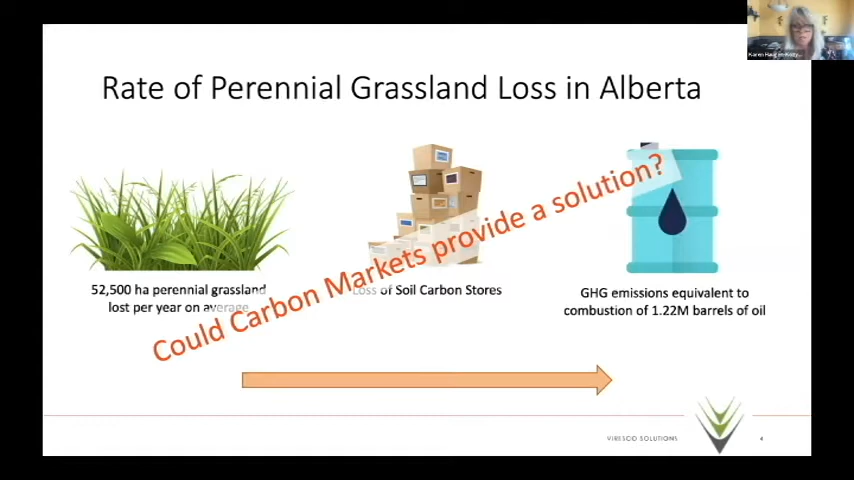 Rate of Perennial Grassland Loss in Alberta
Could Carbon Markets provide a solution?
52,500 ha perennial grassland
lost per year on average
Loss of Soil Carbon Stores
GHG emissions equivalent to
combustion of 1.22M barrels of oil
VIRESCO SOLUTIONS
4
Karen